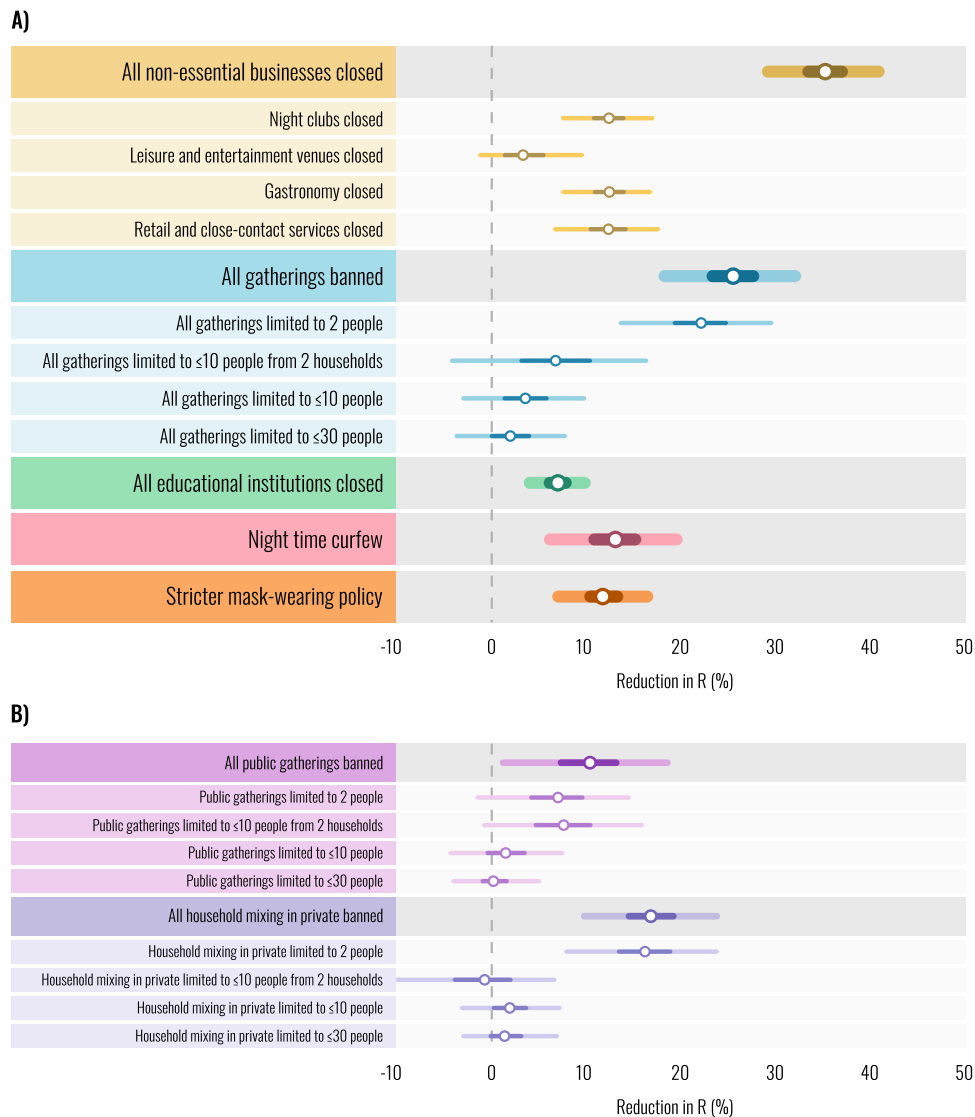 A)
All non-essential businesses closed
Night clubs closed
Leisure and entertainment venues closed
Gastronomy closed
Retail and close-contact services closed
All gatherings banned
All gatherings limited to 2 people
All gatherings limited to ≤10 people from 2 households
All gatherings limited to ≤10 people
All gatherings limited to ≤30 people
All educational institutions closed
Night time curfew
Stricter mask-wearing policy
-10 0 10 20 30 40 50
Reduction in R (%)
B)
All public gatherings banned
Public gatherings limited to 2 people
Public gatherings limited to ≤10 people from 2 households
Public gatherings limited to ≤10 people
Public gatherings limited to ≤30 people
All household mixing in private banned
Household mixing in private limited to 2 people
Household mixing in private limited to ≤10 people from 2 households
Household mixing in private limited to ≤10 people
Household mixing in private limited to ≤30 people
-10 0 10 20 30 40 50
Reduction in R (%)